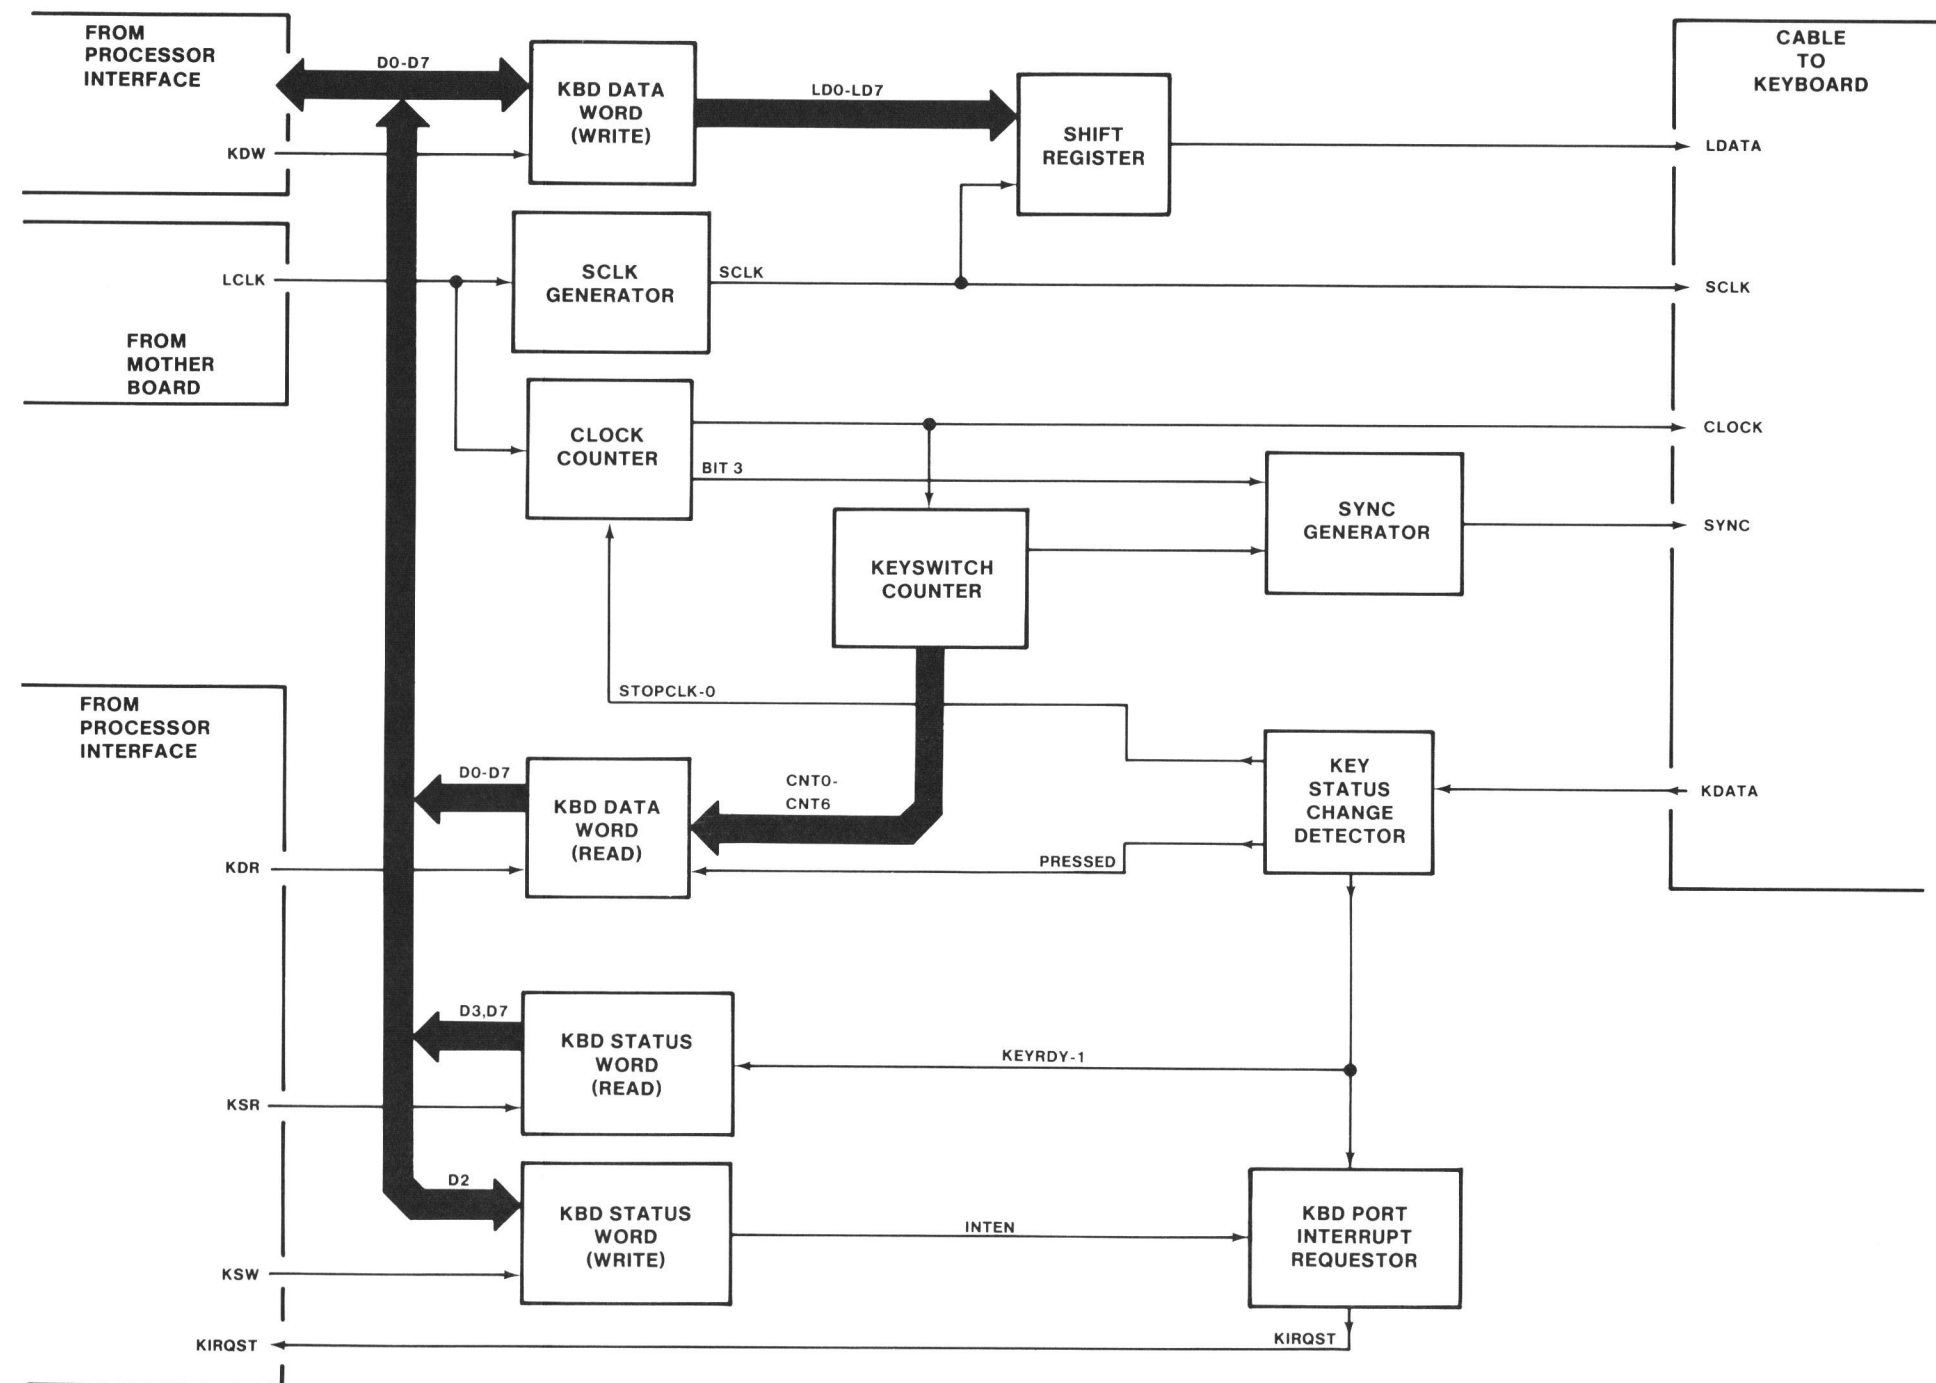 FROM
PROCESSOR
INTERFACE
D0-D7
KDW
KBD DATA
WORD
(WRITE)
LD0-LD7
SHIFT
REGISTER
CABLE
TO
KEYBOARD
LDATA
LCLK
FROM
MOTHER
BOARD
SCLK
GENERATOR
SCLK
SCLK
CLOCK
COUNTER
BIT 3
CLOCK
KEYSWITCH
COUNTER
SYNC
GENERATOR
SYNC
STOPCLK-0
FROM
PROCESSOR
INTERFACE
D0-D7
KBD DATA
WORD
(READ)
CNT0-
CNT6
KEY
STATUS
CHANGE
DETECTOR
KDATA
KDR
PRESSED
D3,D7
KBD STATUS
WORD
(READ)
KEYRDY-1
KSR
D2
KBD STATUS
WORD
(WRITE)
INTEN
KBD PORT
INTERRUPT
REQUESTOR
KSW
KIRQST
KIRQST